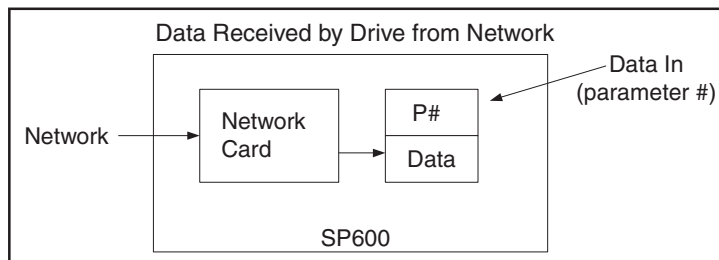 Data Received by Drive from Network
Data In
(parameter #)
Network
Network
Card
P#
Data
SP600